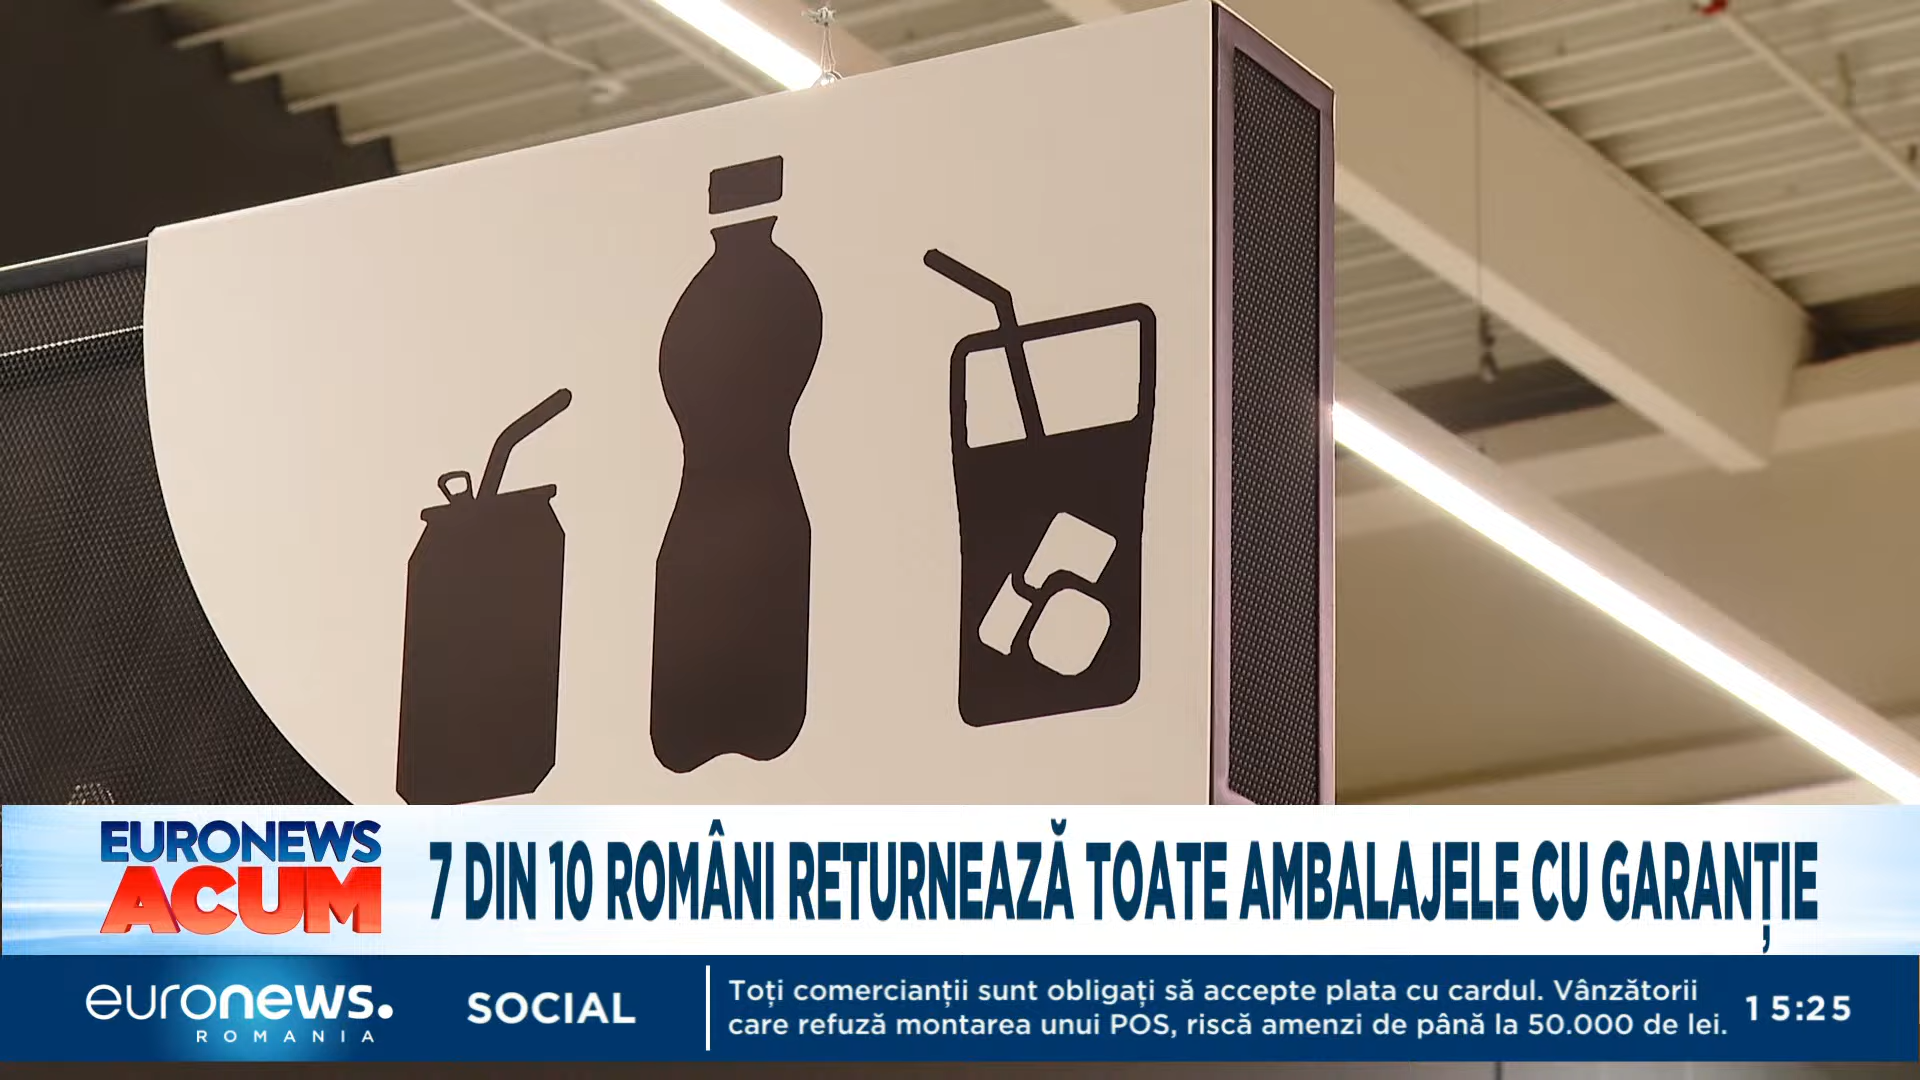 EURONEWS
ACUM
7 DIN 10 ROMÂNI RETURNEAZĂ TOATE AMBALAJELE CU GARANȚIE
euronews.
ROMANIA
SOCIAL
Toți comercianții sunt obligați să accepte plata cu cardul. Vânzătorii
care refuză montarea unui POS, riscă amenzi de până la 50.000 de lei.
15:25